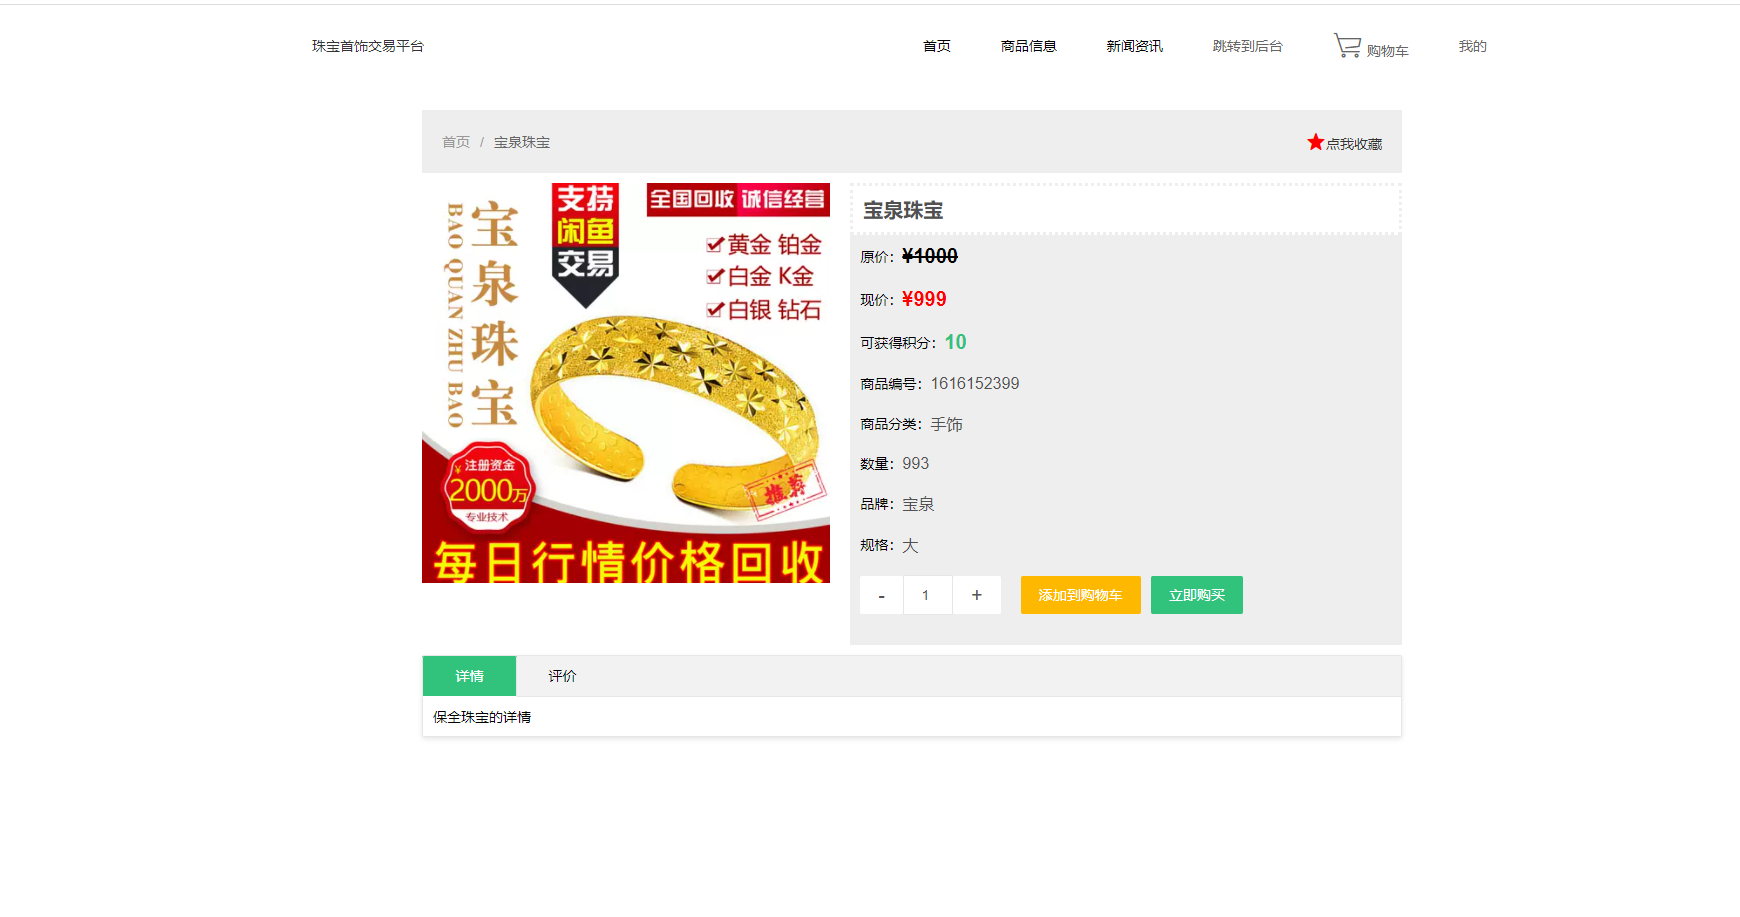 珠宝首饰交易平台
首页
商品信息
新闻资讯
跳转到后台
购物车
我的
首页 / 宝泉珠宝
点我收藏
宝泉珠宝
BAO QUAN ZHU BAO
支持
闲鱼
交易
全国回收 诚信经营
黄金 铂金
白金 K金
白银 钻石
¥ 注册资金
2000万
专业技术
推荐
每日行情价格回收
宝泉珠宝
原价：¥1000
现价：¥999
可获得积分：10
商品编号：1616152399
商品分类：手饰
数量：993
品牌：宝泉
规格：大
- 1 +
添加到购物车
立即购买
详情
评价
保全珠宝的详情